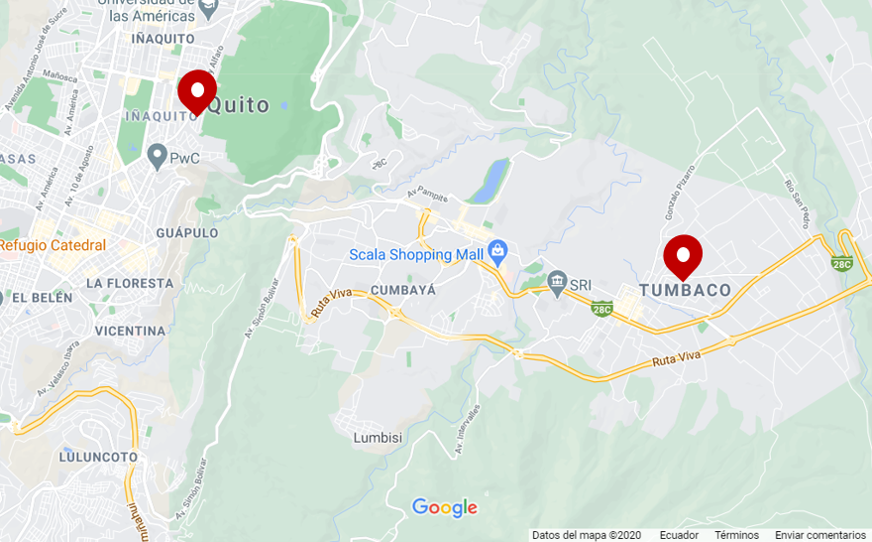 Universidad de
las Américas
IÑAQUITO
Avenida Antonio José de Sucre
Mañosca
Av. América
y Alfaro
Quito
IÑAQUITO
PwC
28C
ASAS
Av. América
Av. 10 de Agosto
Av Pampite
Gonzalo Pizarro
Río San Pedro
Refugio Catedral
GUÁPULO
Scala Shopping Mall
28C
LA FLORESTA
EL BELÉN
CUMBAYÁ
SRI
TUMBACO
Ruta Viva
28C
Av. Simón Bolívar
VICENTINA
Av. Velasco Ibarra
Ruta Viva
Lumbisi
Av. Intervalles
LULUNCOTO
Av. Simón Bolívar
miñahui
Google
Datos del mapa ©2020 Ecuador Términos Enviar comentarios